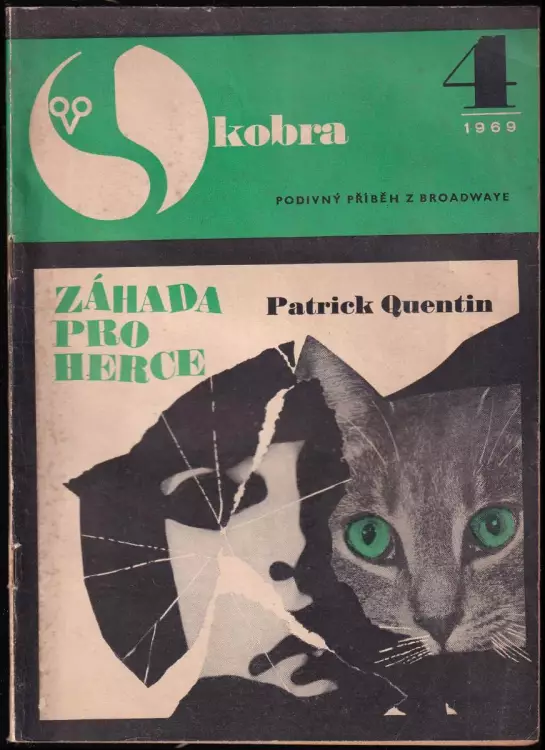 kobra
4
1969
PODIVNÝ PŘÍBĚH Z BROADWAYE
ZÁHADA
PRO
HERCE
Patrick Quentin